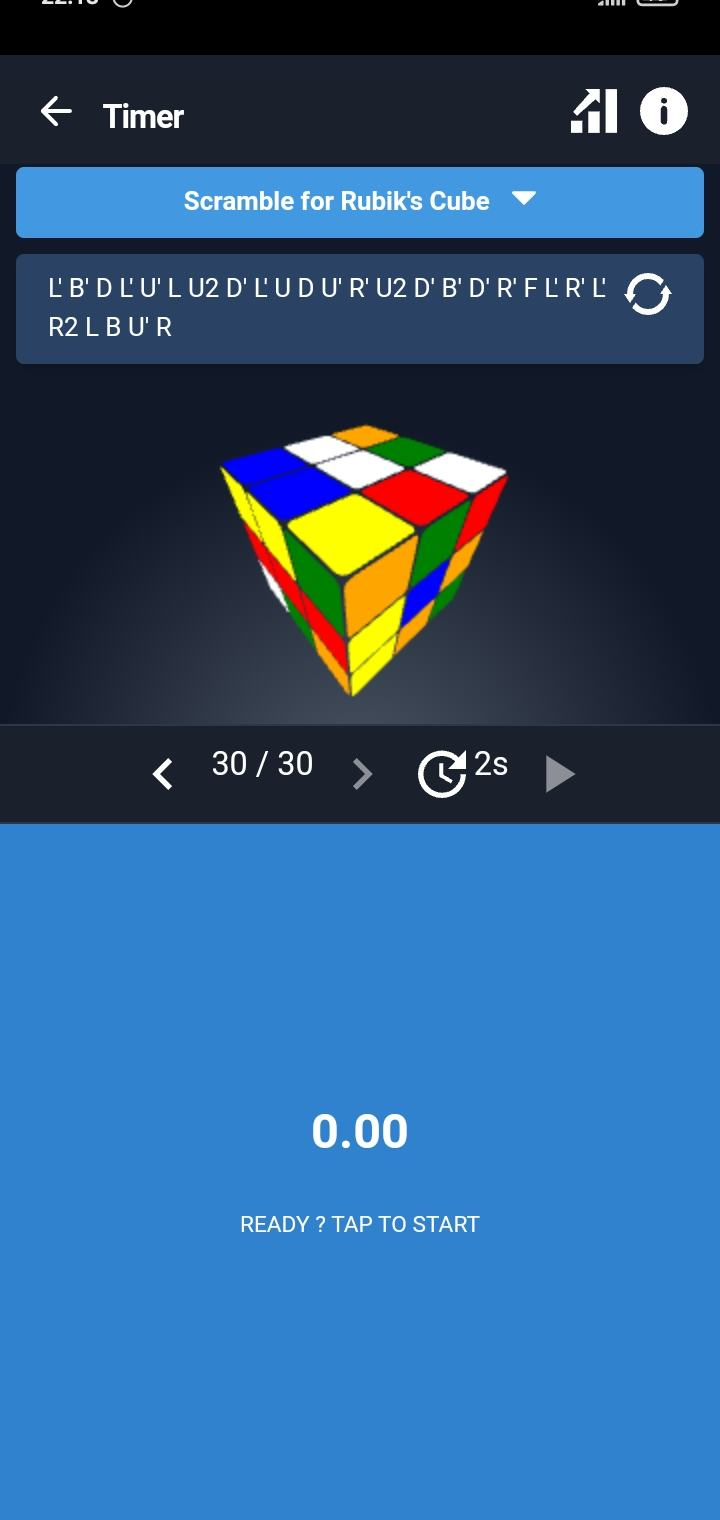 Timer
Scramble for Rubik's Cube
L' B' D L' U' L U2 D' L' U D U' R' U2 D' B' D' R' F L' R' L'
R2 L B U' R
30 / 30 2s
0.00
READY ? TAP TO START